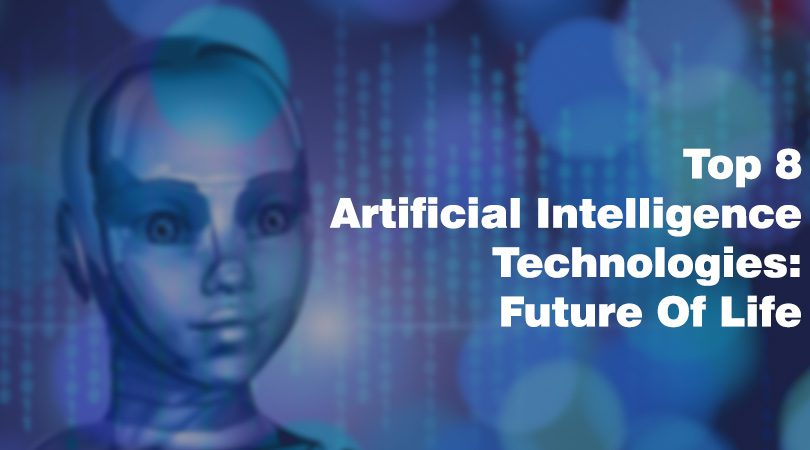 Top 8
Artificial Intelligence
Technologies:
Future Of Life